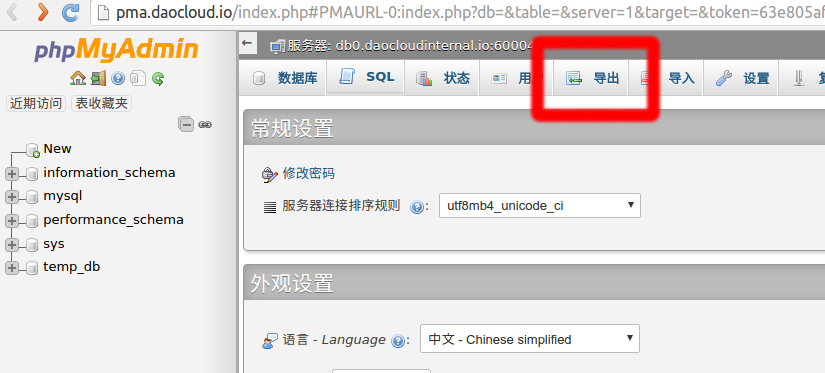 pma.daocloud.io/index.php#PMAURL-0:index.php?db=&table=&server=1&target=&token=63e805af
phpMyAdmin
服务器: db0.daocloudinternal.io:60004
数据库 SQL 状态 用户 导出 导入 设置
近期访问 表收藏夹
New
information_schema
mysql
performance_schema
sys
temp_db
常规设置
修改密码
服务器连接排序规则 : utf8mb4_unicode_ci
外观设置
语言 - Language : 中文 - Chinese simplified